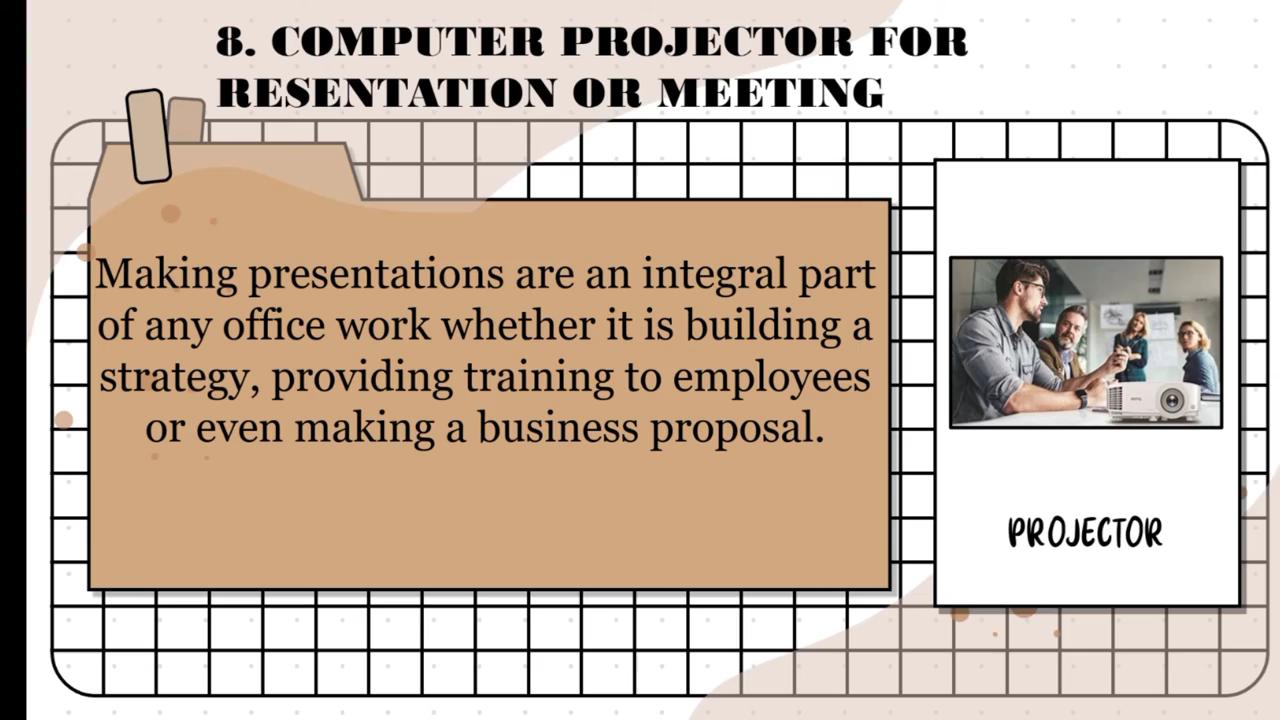 8. COMPUTER PROJECTOR FOR
RESENTATION OR MEETING
Making presentations are an integral part
of any office work whether it is building a
strategy, providing training to employees
or even making a business proposal.
PROJECTOR